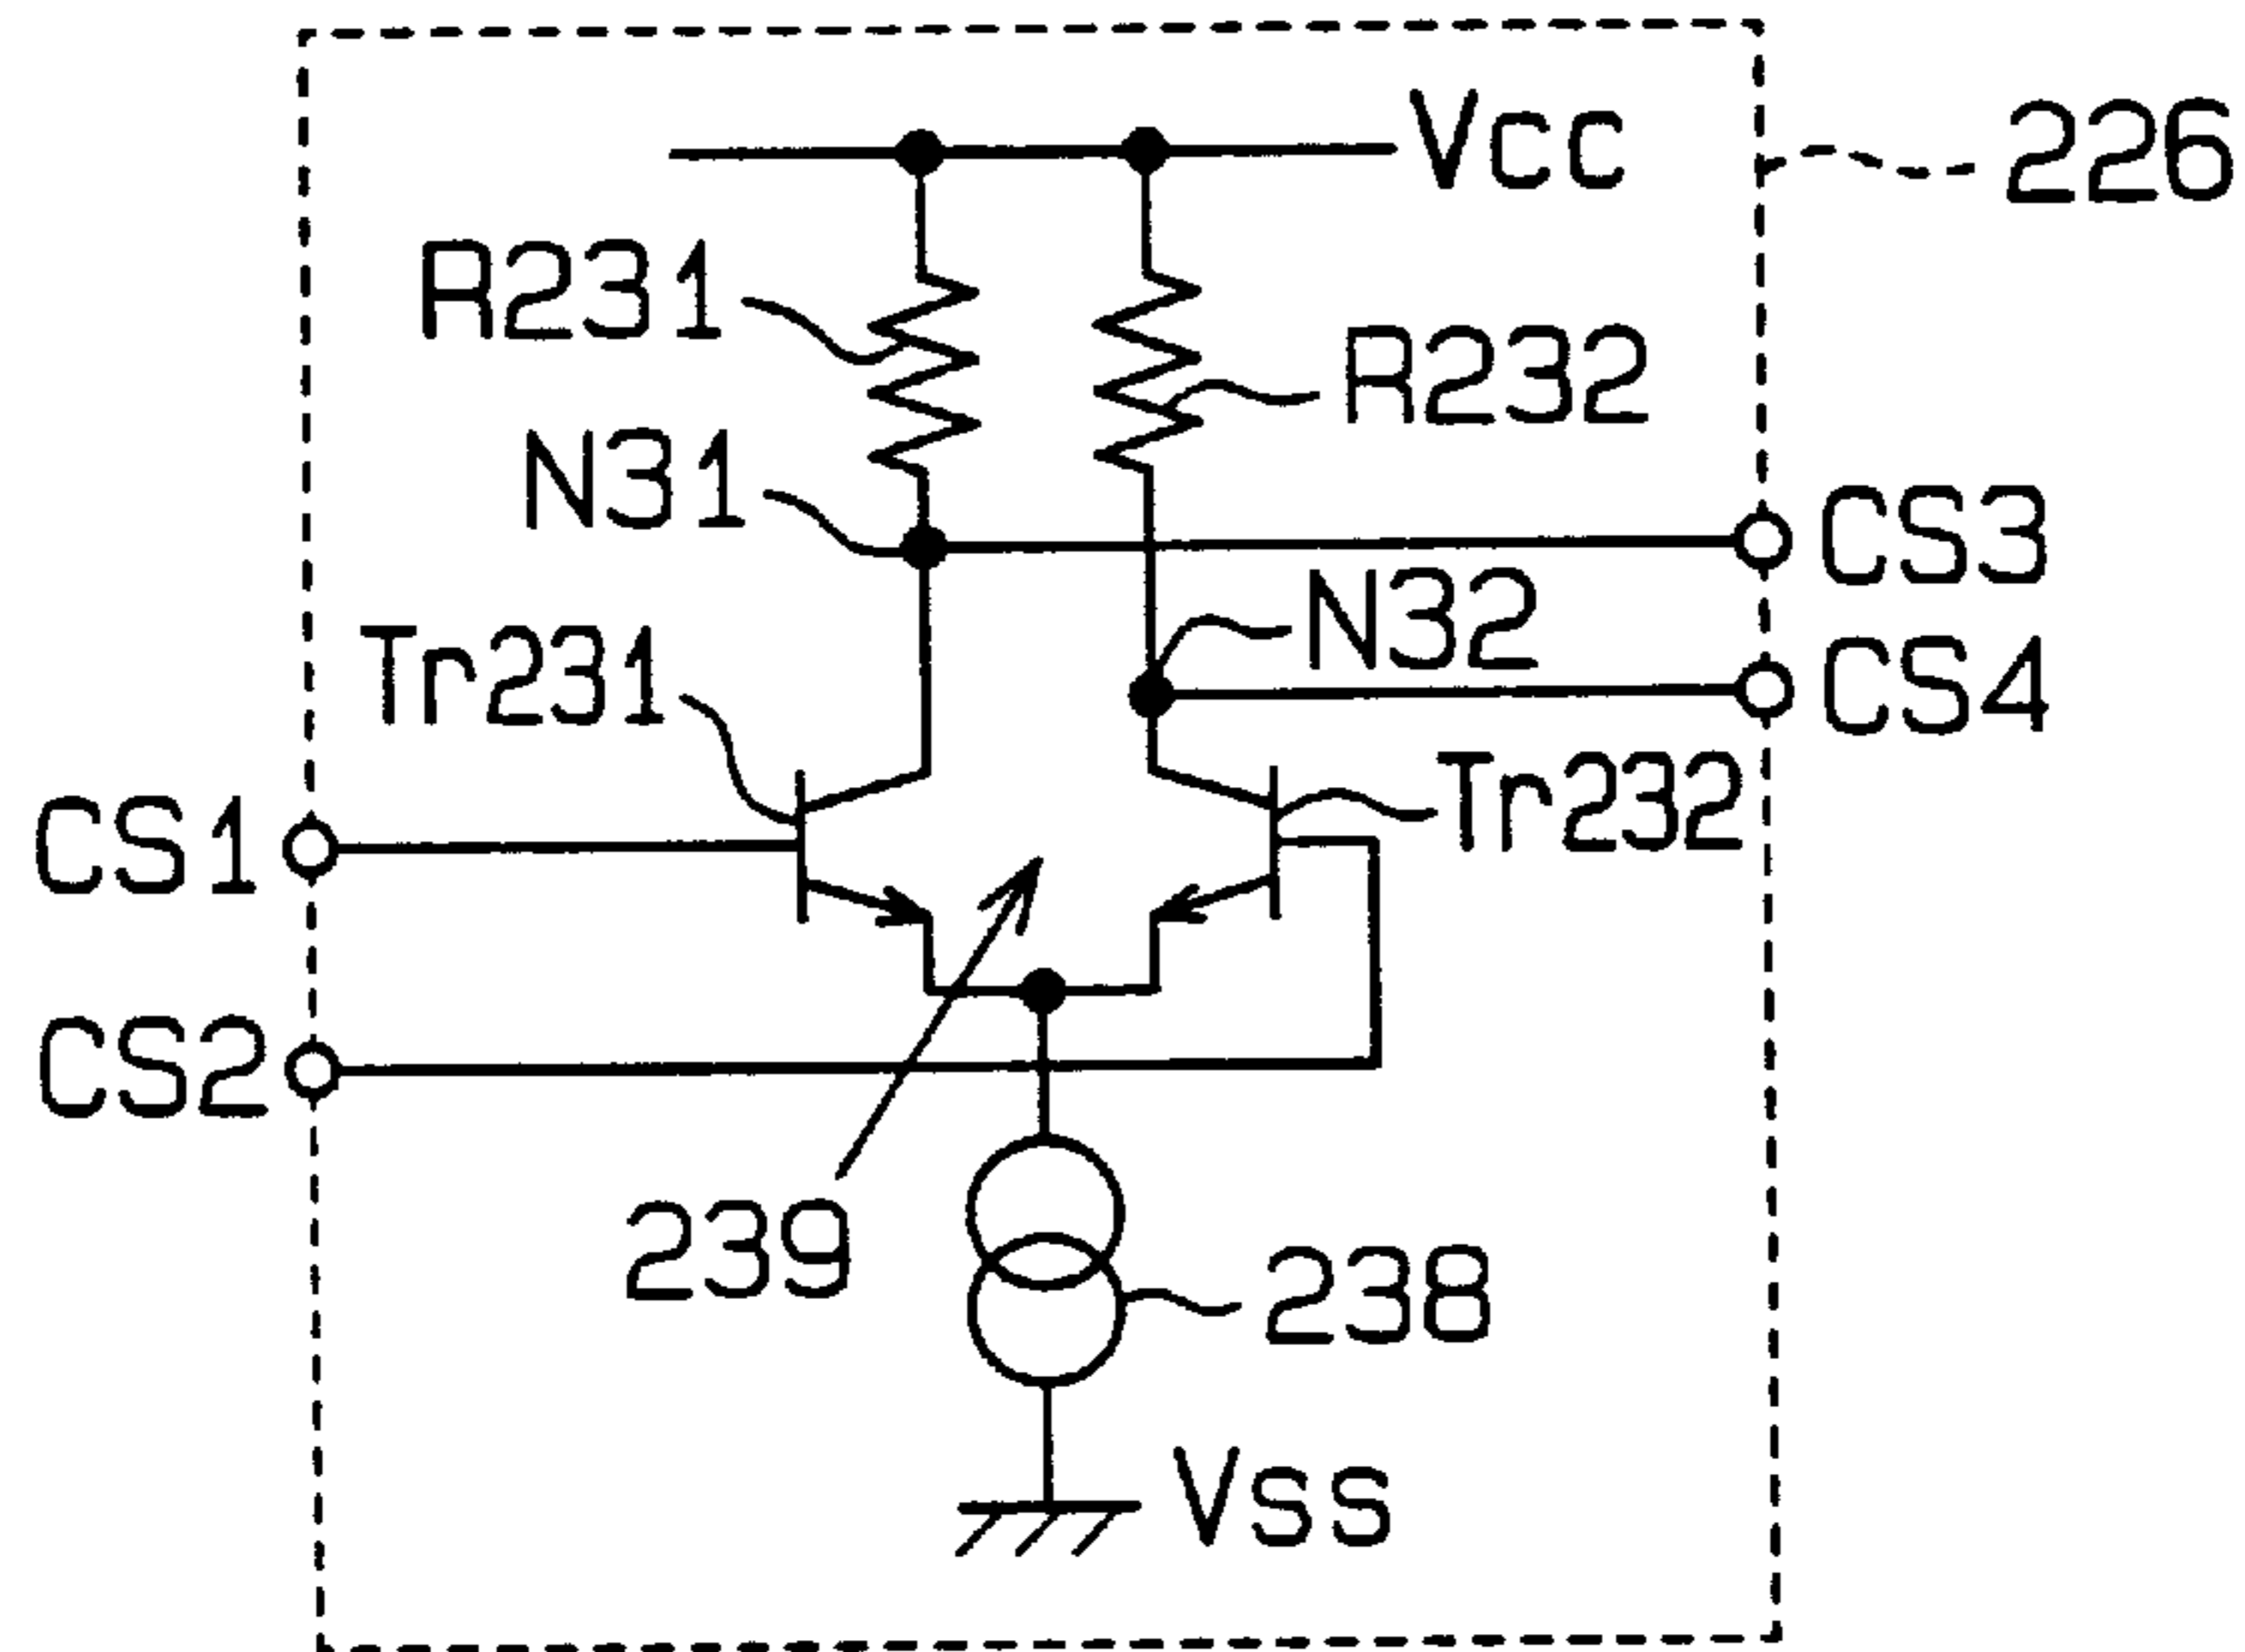 Vcc
226
R231
R232
N31
CS3
N32
Tr231
CS4
Tr232
CS1
CS2
239
238
Vss